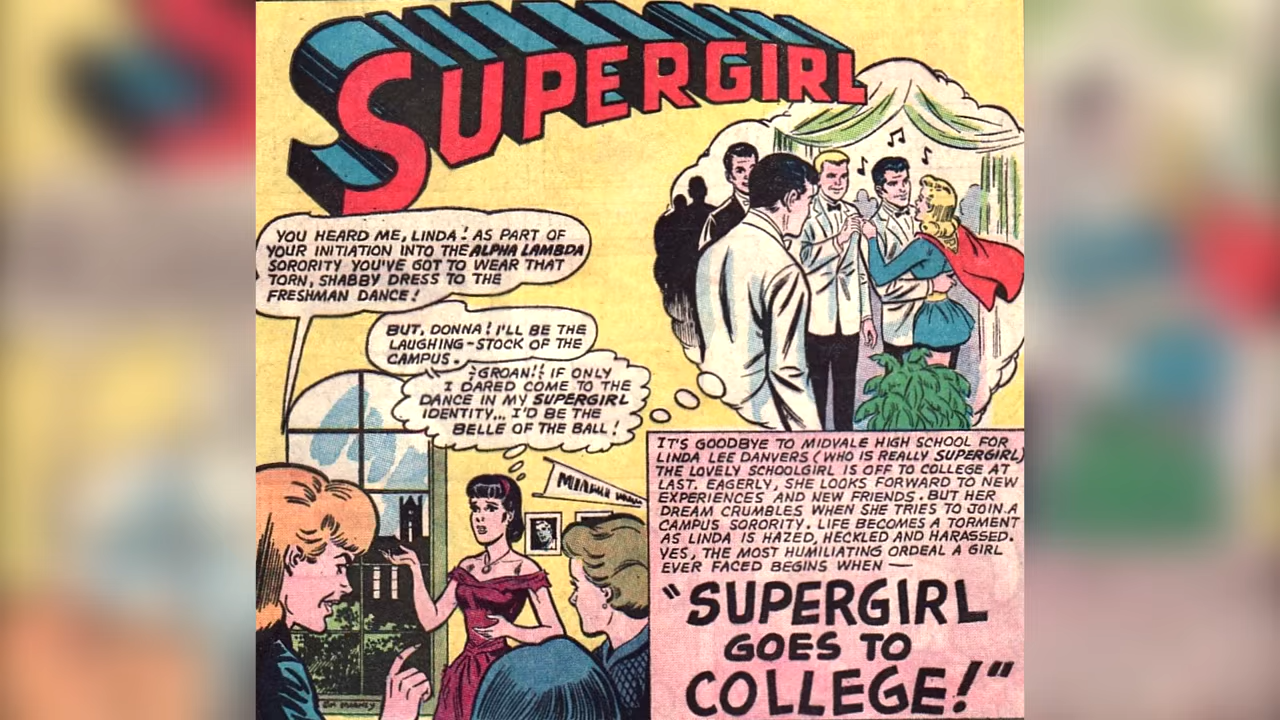 SUPERGIRL
YOU HEARD ME, LINDA! AS PART OF
YOUR INITIATION INTO THE ALPHA LAMBDA
SORORITY YOU'VE GOT TO WEAR THAT
TORN, SHABBY DRESS TO THE
FRESHMAN DANCE!
BUT, DONNA! I'LL BE THE
LAUGHING-STOCK OF THE
CAMPUS.
GROAN! IF ONLY
I DARED COME TO THE
DANCE IN MY SUPERGIRL
IDENTITY... I'D BE THE
BELLE OF THE BALL!
IT'S GOODBYE TO MIDVALE HIGH SCHOOL FOR
LINDA LEE DANVERS (WHO IS REALLY SUPERGIRL)
THE LOVELY SCHOOLGIRL IS OFF TO COLLEGE AT
LAST. EAGERLY, SHE LOOKS FORWARD TO NEW
EXPERIENCES AND NEW FRIENDS. BUT HER
DREAM CRUMBLES WHEN SHE TRIES TO JOIN A
CAMPUS SORORITY. LIFE BECOMES A TORMENT
AS LINDA IS HAZED, HECKLED AND HARASSED.
YES, THE MOST HUMILIATING ORDEAL A GIRL
EVER FACED BEGINS WHEN —
"SUPERGIRL
GOES TO
COLLEGE!"